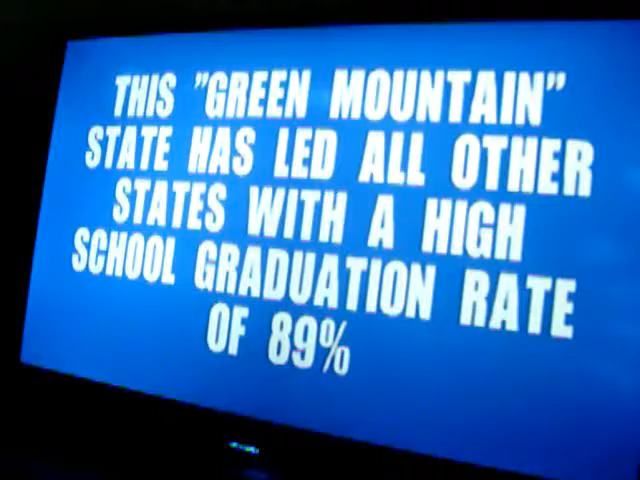 THIS "GREEN MOUNTAIN"
STATE HAS LED ALL OTHER
STATES WITH A HIGH
SCHOOL GRADUATION RATE
OF 89%